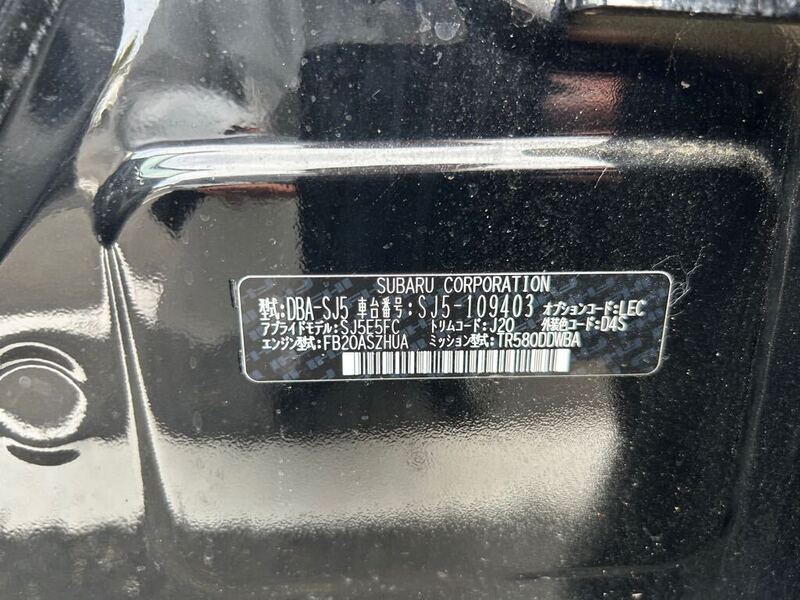 SUBARU CORPORATION
型式:DBA-SJ5 車台番号:SJ5-109403 オプションコード:LEC
アプライドモデル:SJ5E5FC トリムコード:J20 外装色コード:D4S
エンジン型式:FB20ASZHUA ミッション型式:TR580DDWBA